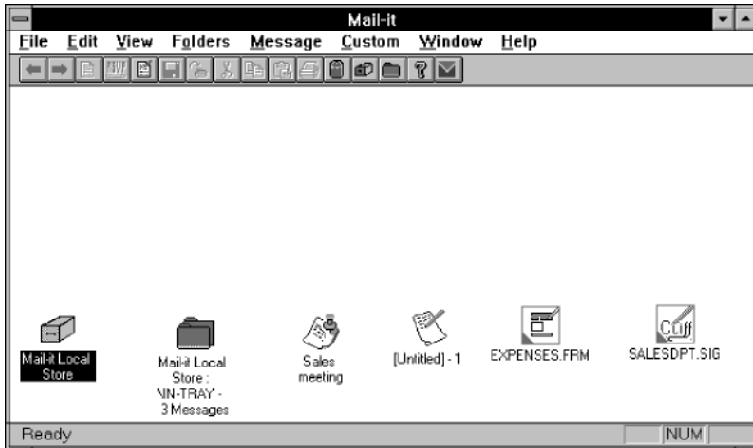 Mail-it
File Edit View Folders Message Custom Window Help
Mail-it Local
Store
Mail-it Local
Store :
'\IN-TRAY' -
3 Messages
Sales
meeting
[Untitled] - 1
EXPENSES.FRM
Cliff
SALESDPT.SIG
Ready
NUM